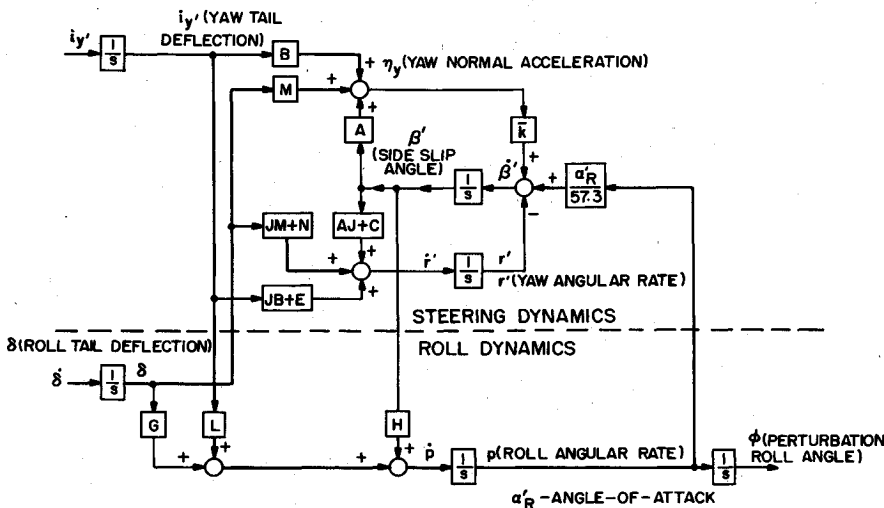 i_y' (YAW TAIL
DEFLECTION)
i̇_y'
1/s
B
+
η_y (YAW NORMAL ACCELERATION)
M
+
+
A
k̄
β'
(SIDE SLIP
ANGLE)
+
β̇'
1/s
+
α'_R/57.3
−
JM+N
AJ+C
+
+
ṙ'
1/s
r'
r' (YAW ANGULAR RATE)
JB+E
+
STEERING DYNAMICS
δ (ROLL TAIL DEFLECTION)
ROLL DYNAMICS
δ̇
1/s
δ
G
L
H
+
+
+
+
ṗ
1/s
p (ROLL ANGULAR RATE)
1/s
ϕ (PERTURBATION
ROLL ANGLE)
α'_R - ANGLE-OF-ATTACK